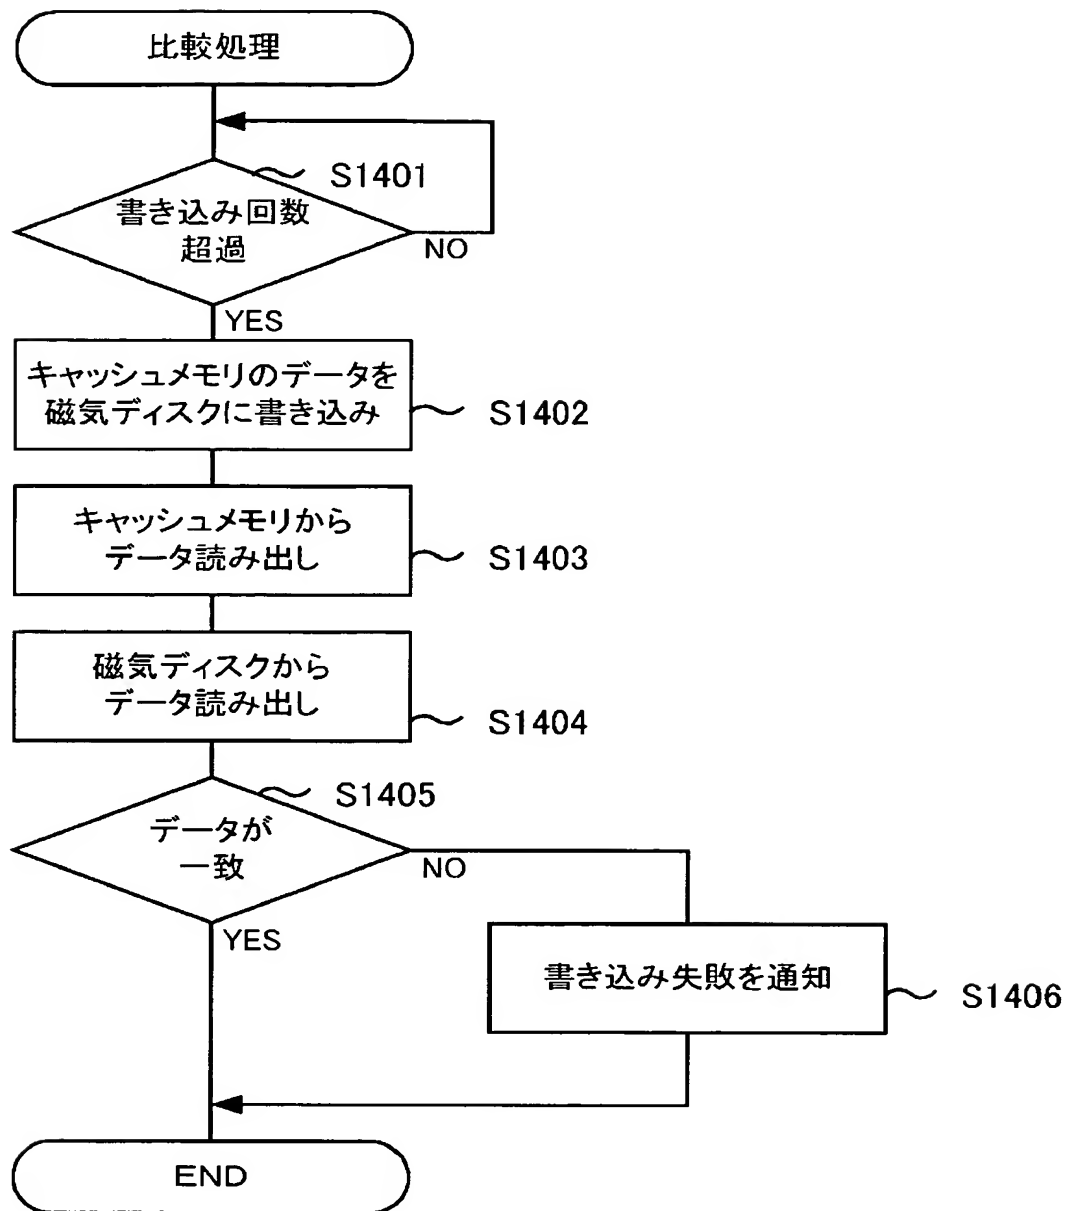 比較処理
S1401
書き込み回数
超過
NO
YES
キャッシュメモリのデータを
磁気ディスクに書き込み
S1402
キャッシュメモリから
データ読み出し
S1403
磁気ディスクから
データ読み出し
S1404
S1405
データが
一致
NO
YES
書き込み失敗を通知
S1406
END